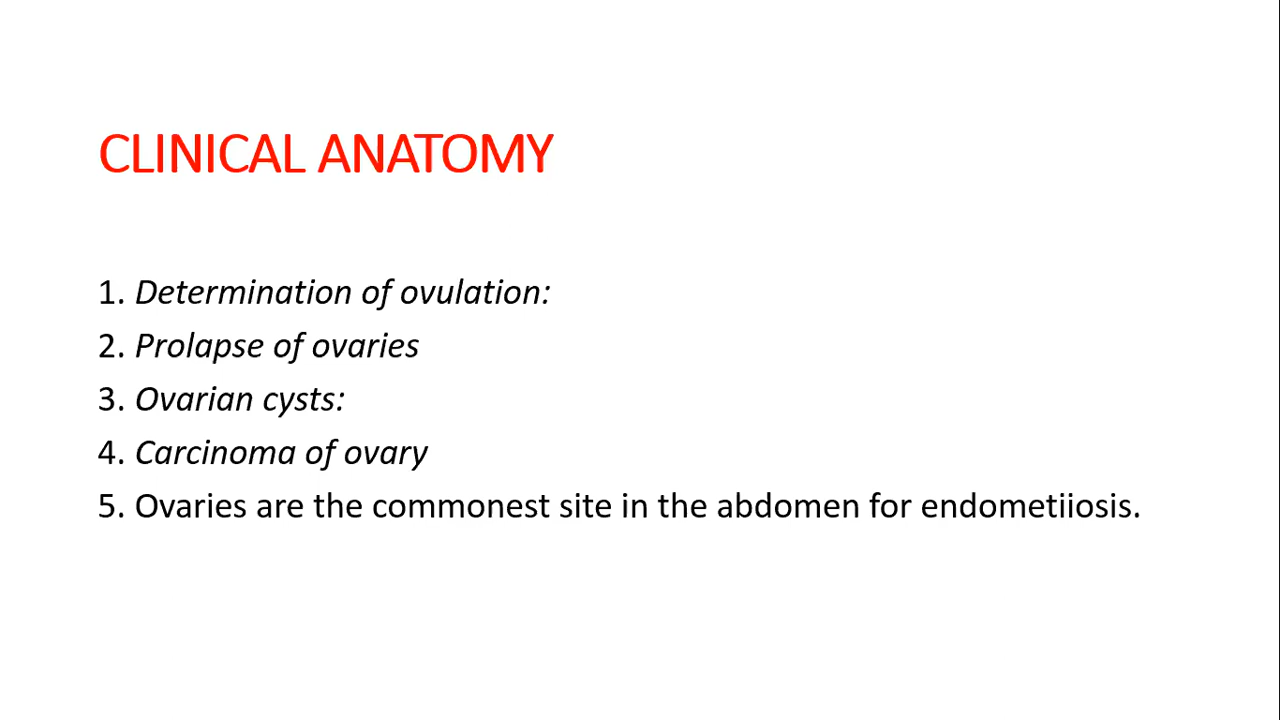 CLINICAL ANATOMY
1. Determination of ovulation:
2. Prolapse of ovaries
3. Ovarian cysts:
4. Carcinoma of ovary
5. Ovaries are the commonest site in the abdomen for endometiiosis.